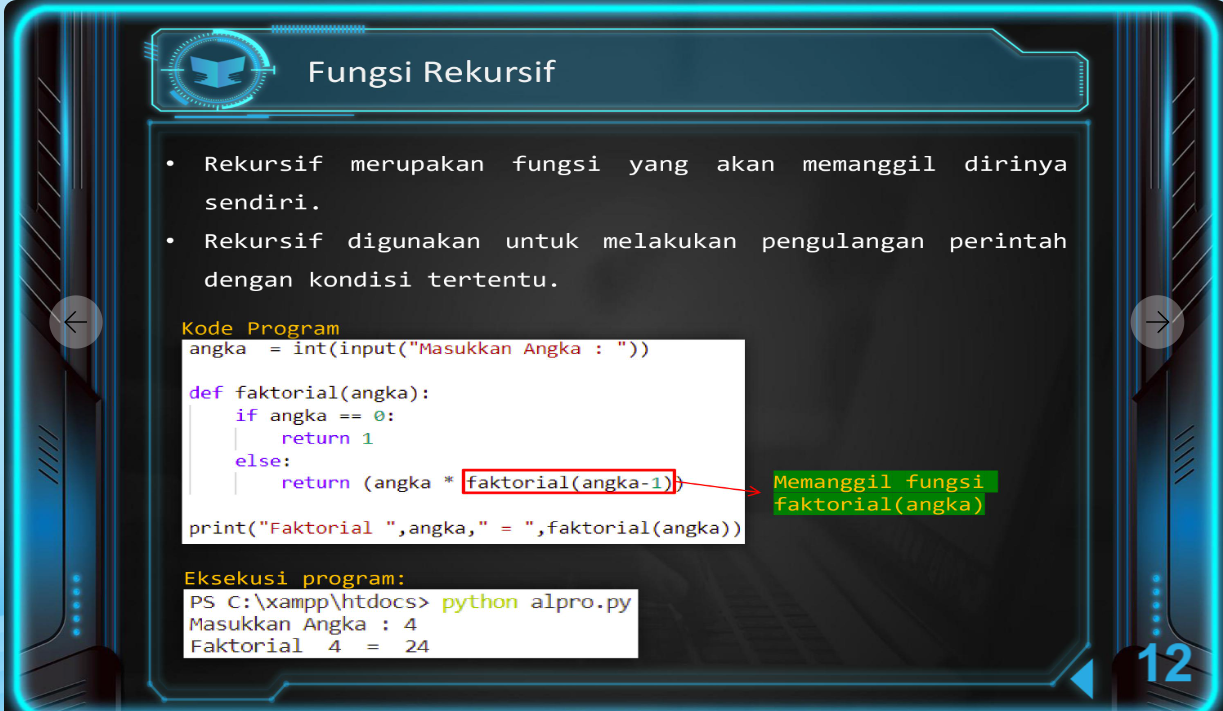 Fungsi Rekursif
• Rekursif merupakan fungsi yang akan memanggil dirinya
sendiri.
• Rekursif digunakan untuk melakukan pengulangan perintah
dengan kondisi tertentu.
Kode Program
angka  = int(input("Masukkan Angka : "))
def faktorial(angka):
    if angka == 0:
        return 1
    else:
        return (angka * faktorial(angka-1))
print("Faktorial ",angka," = ",faktorial(angka))
Memanggil fungsi
faktorial(angka)
Eksekusi program:
PS C:\xampp\htdocs> python alpro.py
Masukkan Angka : 4
Faktorial  4  =  24
12